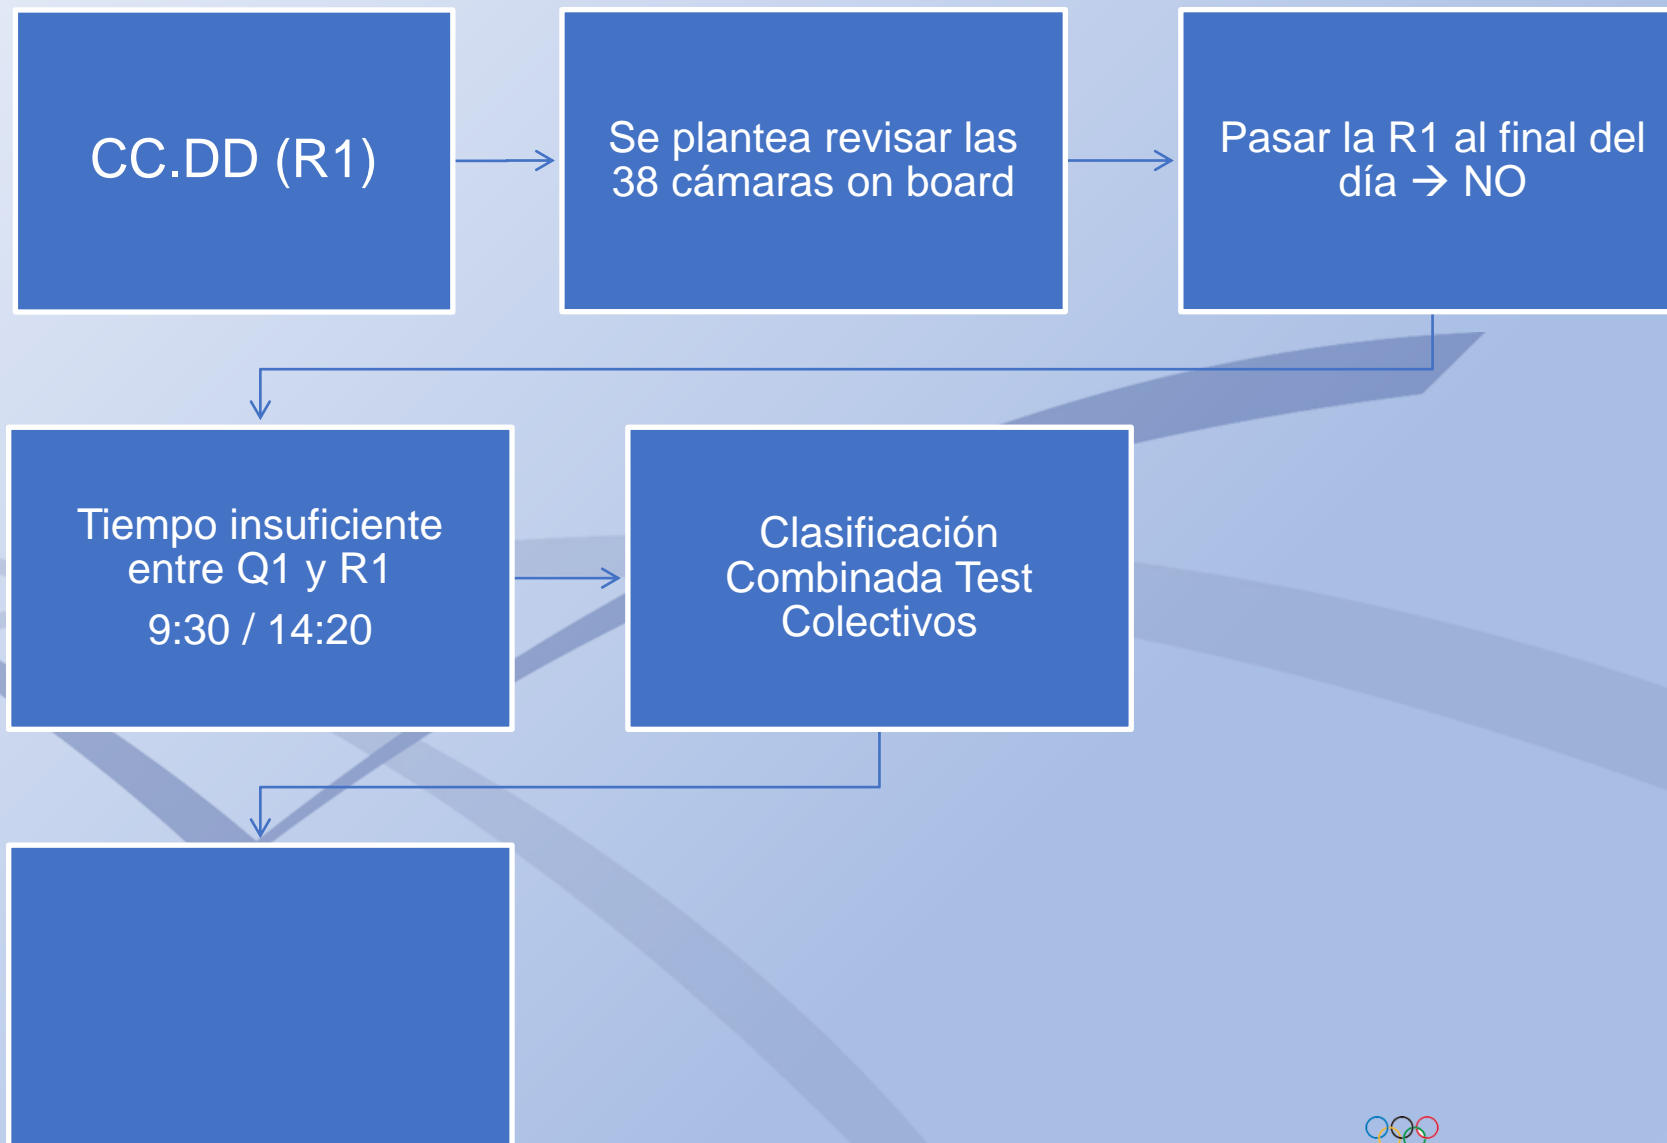 CC.DD (R1)
Se plantea revisar las
38 cámaras on board
Pasar la R1 al final del
día → NO
Tiempo insuficiente
entre Q1 y R1
9:30 / 14:20
Clasificación
Combinada Test
Colectivos